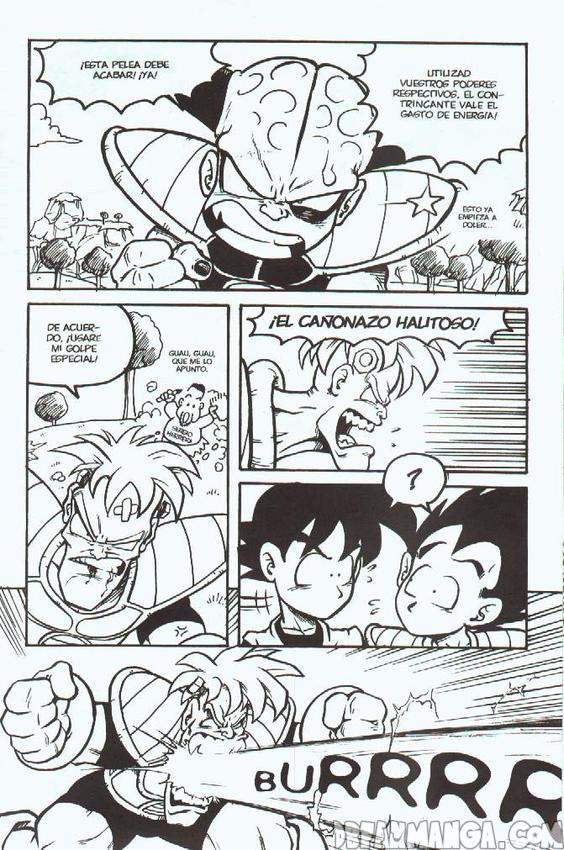 ¡ESTA PELEA DEBE
ACABAR! ¡YA!
UTILIZAD
VUESTROS PODERES
RESPECTIVOS, EL CON-
TRINCANTE VALE EL
GASTO DE ENERGÍA!
ESTO YA
EMPIEZA A
DOLER...
DE ACUER-
DO, ¡USARÉ
MI GOLPE
ESPECIAL!
GUAU, GUAU,
QUE ME LO
APUNTO.
¡EL CAÑONAZO HALITOSO!
?
BURRRR
DBFANMANGA.COM